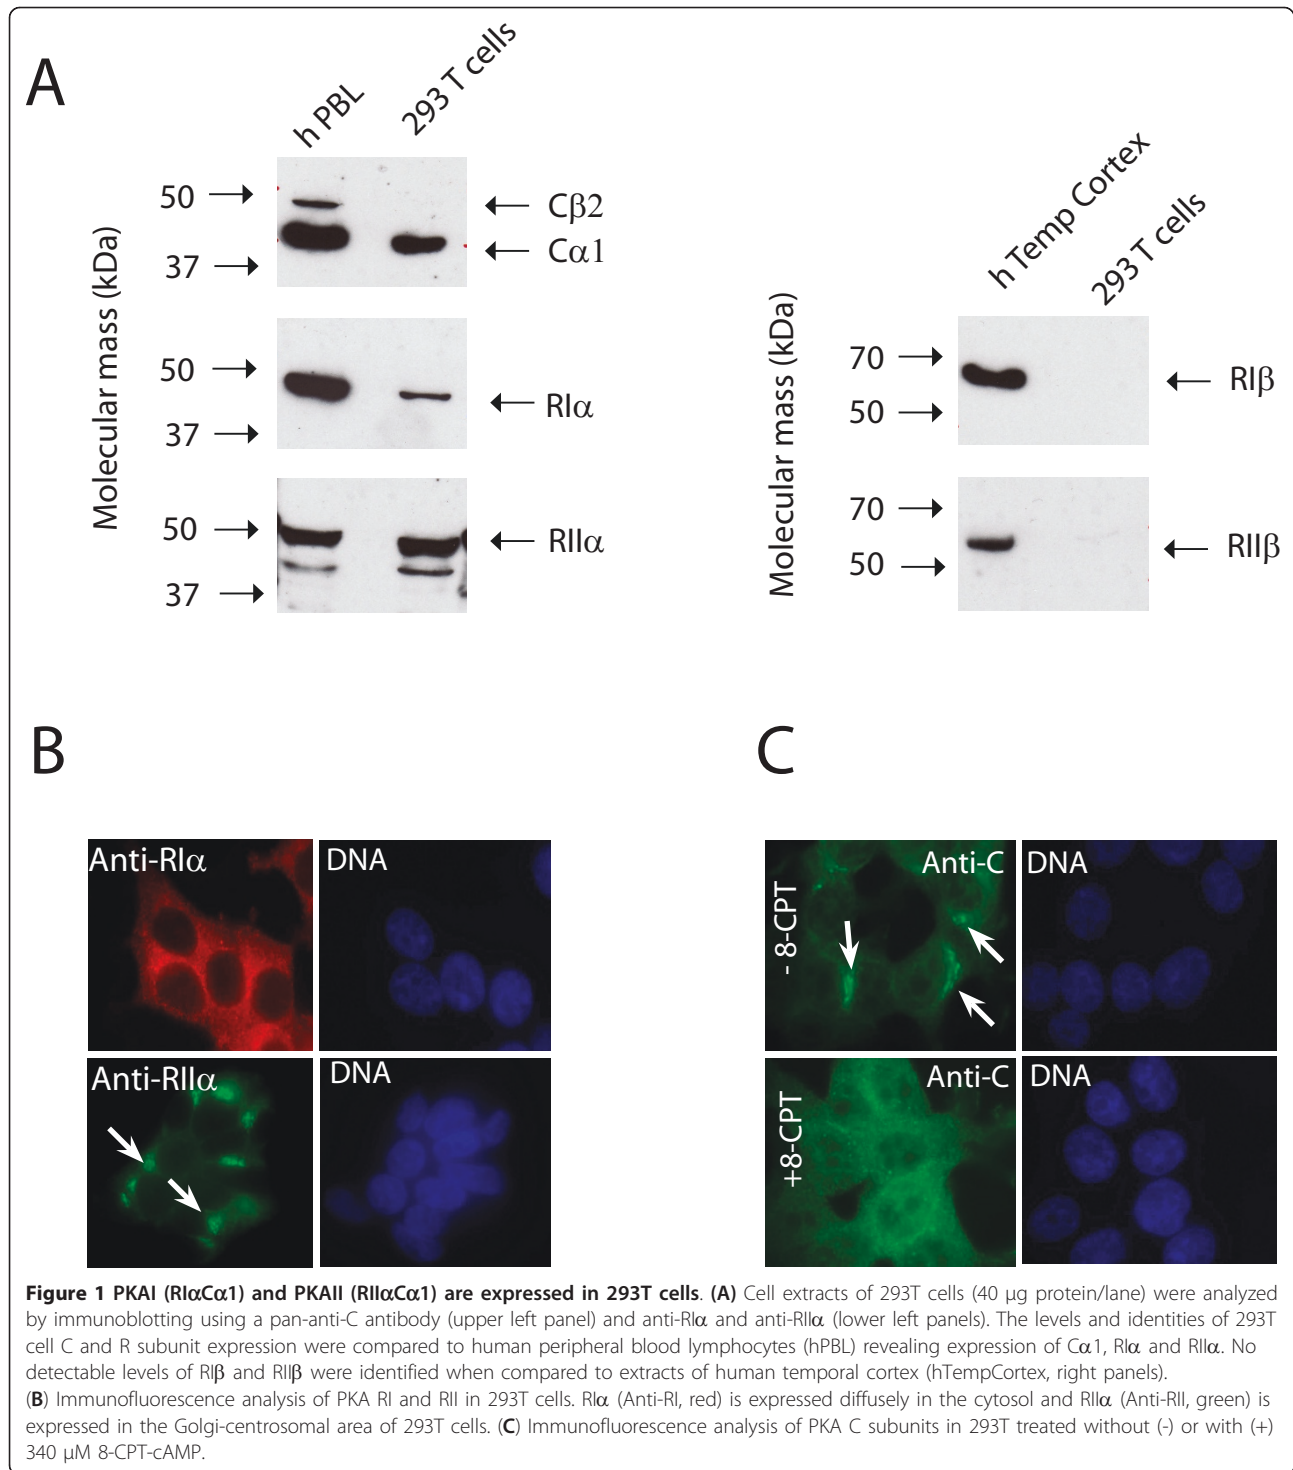 A
h PBL
293 T cells
Molecular mass (kDa)
50
37
Cβ2
Cα1
50
37
RIα
50
37
RIIα
h Temp Cortex
293 T cells
Molecular mass (kDa)
70
50
RIβ
70
50
RIIβ
B
Anti-RIα
DNA
Anti-RIIα
DNA
C
- 8-CPT
Anti-C
DNA
+8-CPT
Anti-C
DNA
Figure 1 PKAI (RIαCα1) and PKAII (RIIαCα1) are expressed in 293T cells. (A) Cell extracts of 293T cells (40 μg protein/lane) were analyzed
by immunoblotting using a pan-anti-C antibody (upper left panel) and anti-RIα and anti-RIIα (lower left panels). The levels and identities of 293T
cell C and R subunit expression were compared to human peripheral blood lymphocytes (hPBL) revealing expression of Cα1, RIα and RIIα. No
detectable levels of RIβ and RIIβ were identified when compared to extracts of human temporal cortex (hTempCortex, right panels).
(B) Immunofluorescence analysis of PKA RI and RII in 293T cells. RIα (Anti-RI, red) is expressed diffusely in the cytosol and RIIα (Anti-RII, green) is
expressed in the Golgi-centrosomal area of 293T cells. (C) Immunofluorescence analysis of PKA C subunits in 293T treated without (-) or with (+)
340 μM 8-CPT-cAMP.